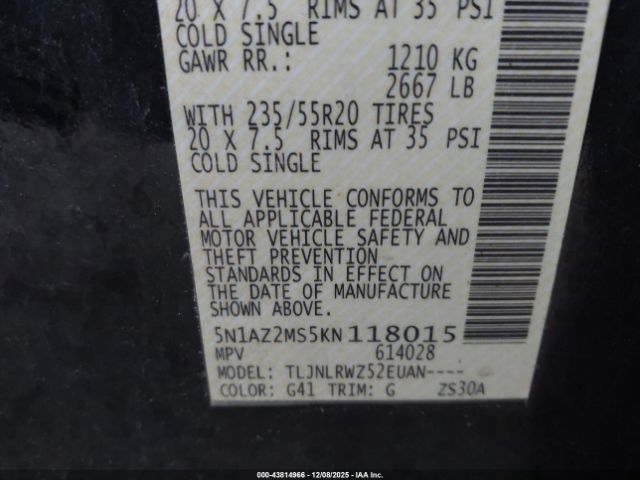 20 X 7.5 RIMS AT 35 PSI
COLD SINGLE
GAWR RR.: 1210 KG
2667 LB
WITH 235/55R20 TIRES
20 X 7.5 RIMS AT 35 PSI
COLD SINGLE
THIS VEHICLE CONFORMS TO
ALL APPLICABLE FEDERAL
MOTOR VEHICLE SAFETY AND
THEFT PREVENTION
STANDARDS IN EFFECT ON
THE DATE OF MANUFACTURE
SHOWN ABOVE.
5N1AZ2MS5KN118015
MPV 614028
MODEL: TLJNLRWZ52EUAN----
COLOR: G41 TRIM: G ZS30A
000-43814966 | 12/08/2025 - IAA Inc.